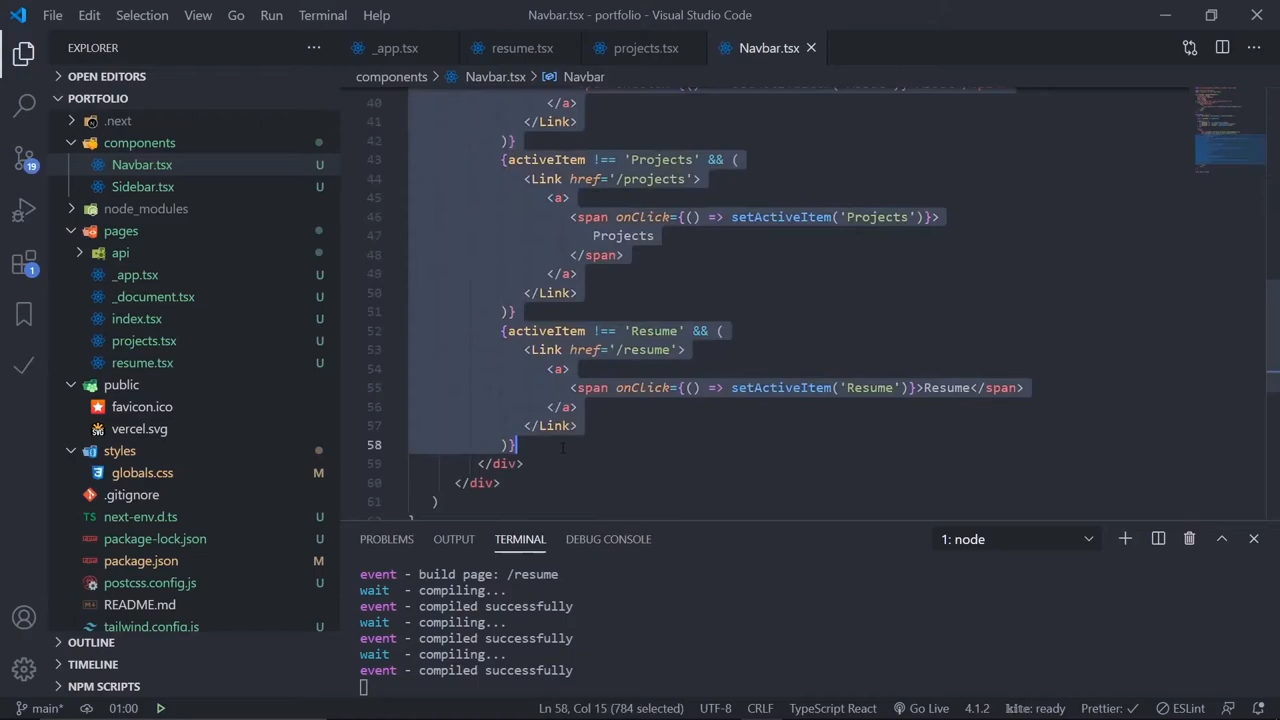 File Edit Selection View Go Run Terminal Help Navbar.tsx - portfolio - Visual Studio Code
EXPLORER
_app.tsx resume.tsx projects.tsx Navbar.tsx
OPEN EDITORS
components > Navbar.tsx > Navbar
PORTFOLIO
.next
components
Navbar.tsx U
Sidebar.tsx U
node_modules
pages
api
_app.tsx U
_document.tsx U
index.tsx U
projects.tsx U
resume.tsx U
public
favicon.ico U
vercel.svg U
styles
globals.css M
.gitignore
next-env.d.ts U
package-lock.json U
package.json M
postcss.config.js U
README.md M
tailwind.config.js U
OUTLINE
TIMELINE
NPM SCRIPTS
19
1
40 </a>
41 </Link>
42 )}
43 {activeItem !== 'Projects' && (
44 <Link href='/projects'>
45 <a>
46 <span onClick={() => setActiveItem('Projects')}>
47 Projects
48 </span>
49 </a>
50 </Link>
51 )}
52 {activeItem !== 'Resume' && (
53 <Link href='/resume'>
54 <a>
55 <span onClick={() => setActiveItem('Resume')}>Resume</span>
56 </a>
57 </Link>
58 )}
59 </div>
60 </div>
61 )
PROBLEMS OUTPUT TERMINAL DEBUG CONSOLE 1: node
event - build page: /resume
wait - compiling...
event - compiled successfully
wait - compiling...
event - compiled successfully
wait - compiling...
event - compiled successfully
main* 01:00 Ln 58, Col 15 (784 selected) UTF-8 CRLF TypeScript React Go Live 4.1.2 kite: ready Prettier: ✓ ESLint